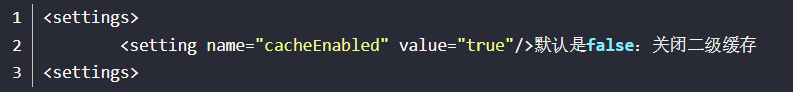 1 <settings>
2 <setting name="cacheEnabled" value="true"/>默认是false：关闭二级缓存
3 <settings>